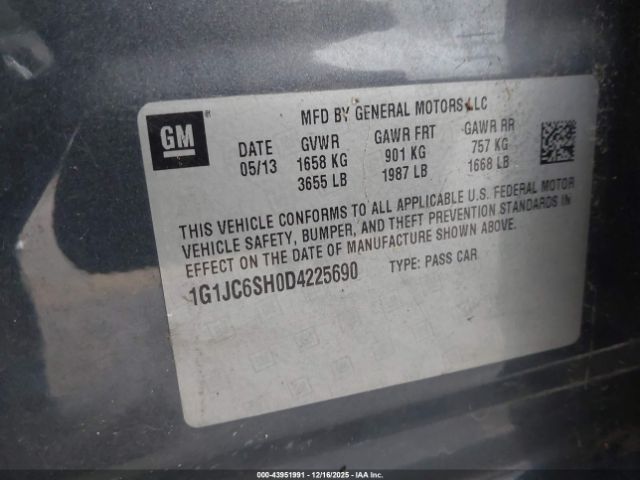 GM
MFD BY GENERAL MOTORS LLC
DATE GVWR GAWR FRT GAWR RR
05/13 1658 KG 901 KG 757 KG
3655 LB 1987 LB 1668 LB
THIS VEHICLE CONFORMS TO ALL APPLICABLE U.S. FEDERAL MOTOR
VEHICLE SAFETY, BUMPER, AND THEFT PREVENTION STANDARDS IN
EFFECT ON THE DATE OF MANUFACTURE SHOWN ABOVE.
1G1JC6SH0D4225690 TYPE: PASS CAR
000-43951991 - 12/16/2025 - IAAI.COM